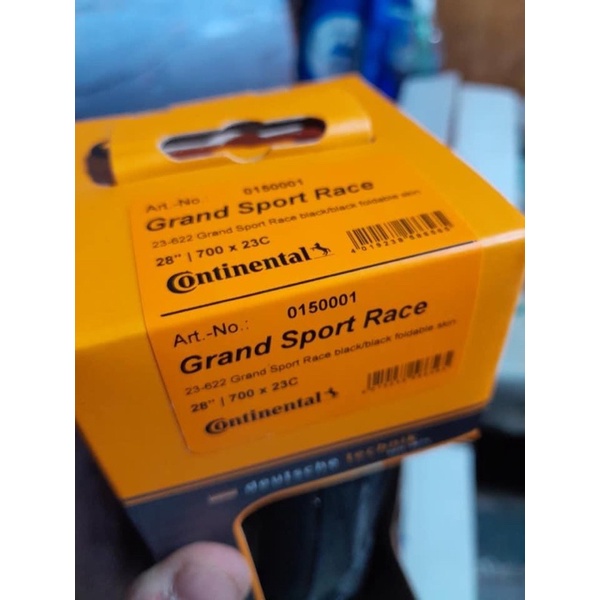 Art.-No. 0150001
Grand Sport Race
23-622 Grand Sport Race black/black foldable skin
28" | 700 x 23C
Continental
Art.-No.: 0150001
Grand Sport Race
23-622 Grand Sport Race black/black foldable skin
28" | 700 x 23C
Continental
deutsche technik